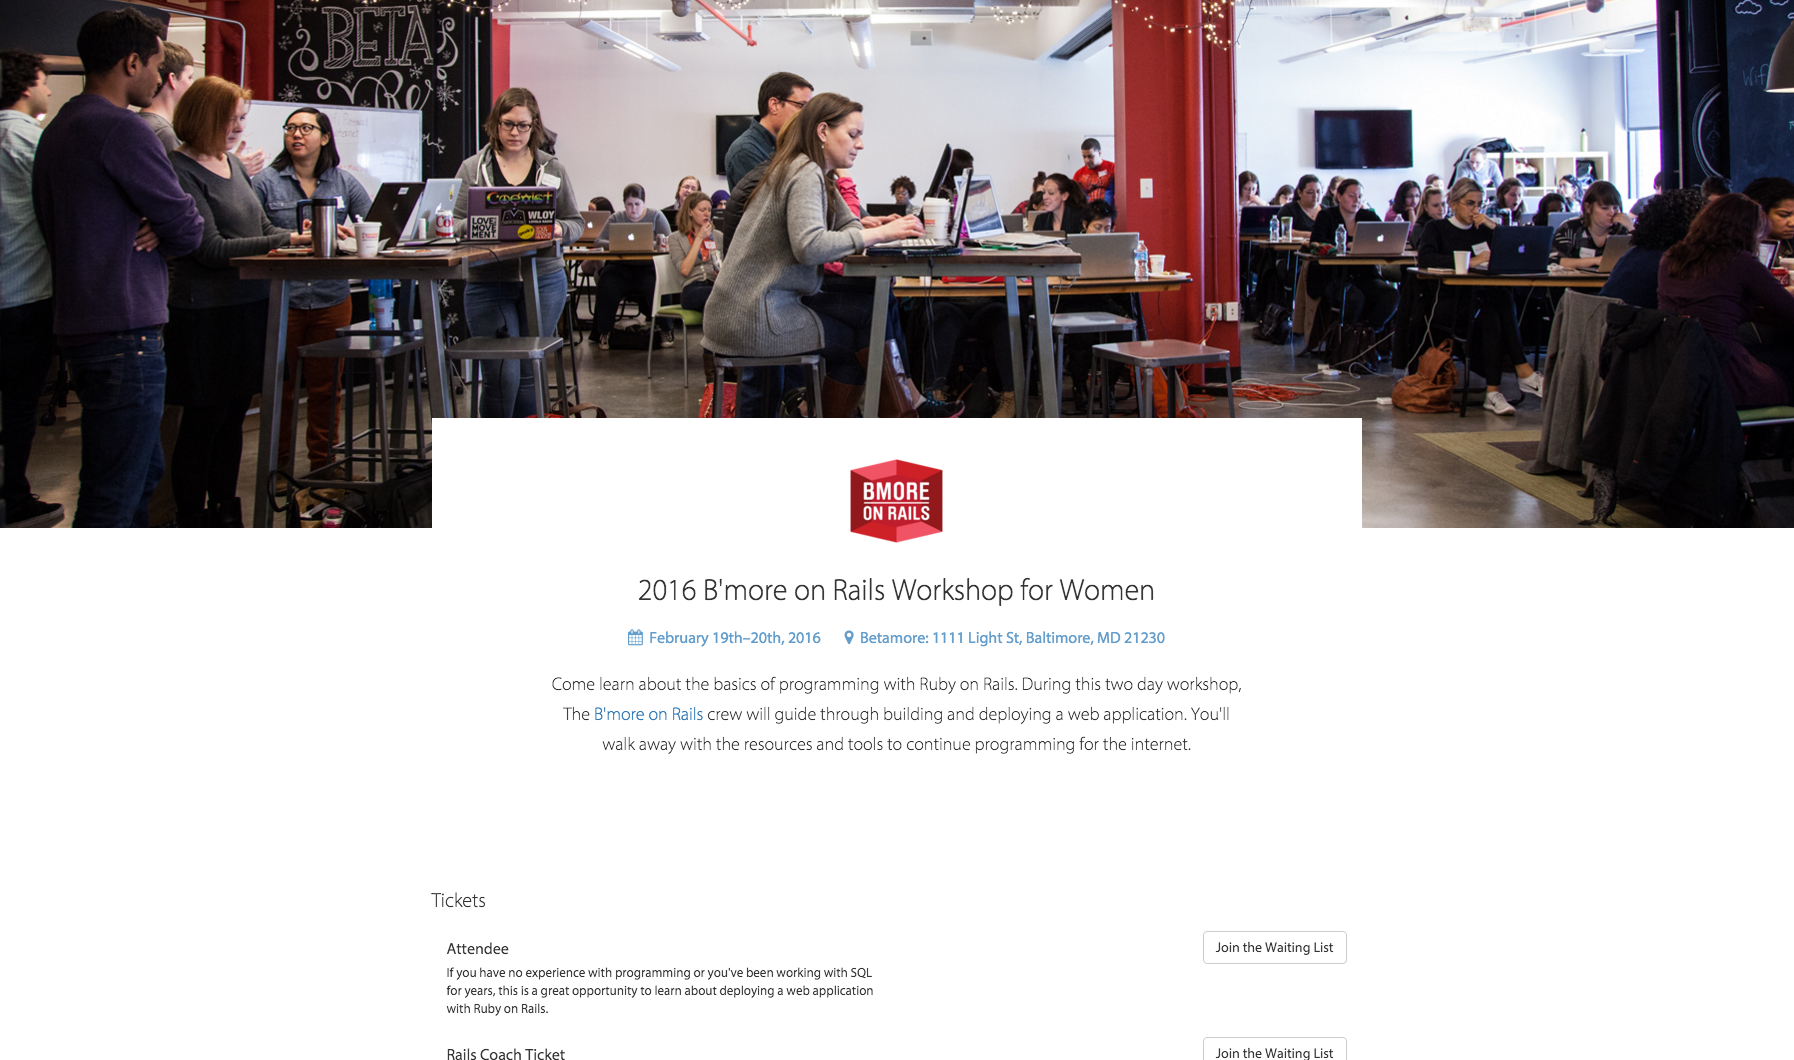 BETA
LOVE
MOVE
MENT
WLOY
BMORE
ON RAILS
2016 B'more on Rails Workshop for Women
February 19th–20th, 2016 Betamore: 1111 Light St, Baltimore, MD 21230
Come learn about the basics of programming with Ruby on Rails. During this two day workshop,
The B'more on Rails crew will guide through building and deploying a web application. You'll
walk away with the resources and tools to continue programming for the internet.
Tickets
Attendee
Join the Waiting List
If you have no experience with programming or you've been working with SQL
for years, this is a great opportunity to learn about deploying a web application
with Ruby on Rails.
Rails Coach Ticket
Join the Waiting List